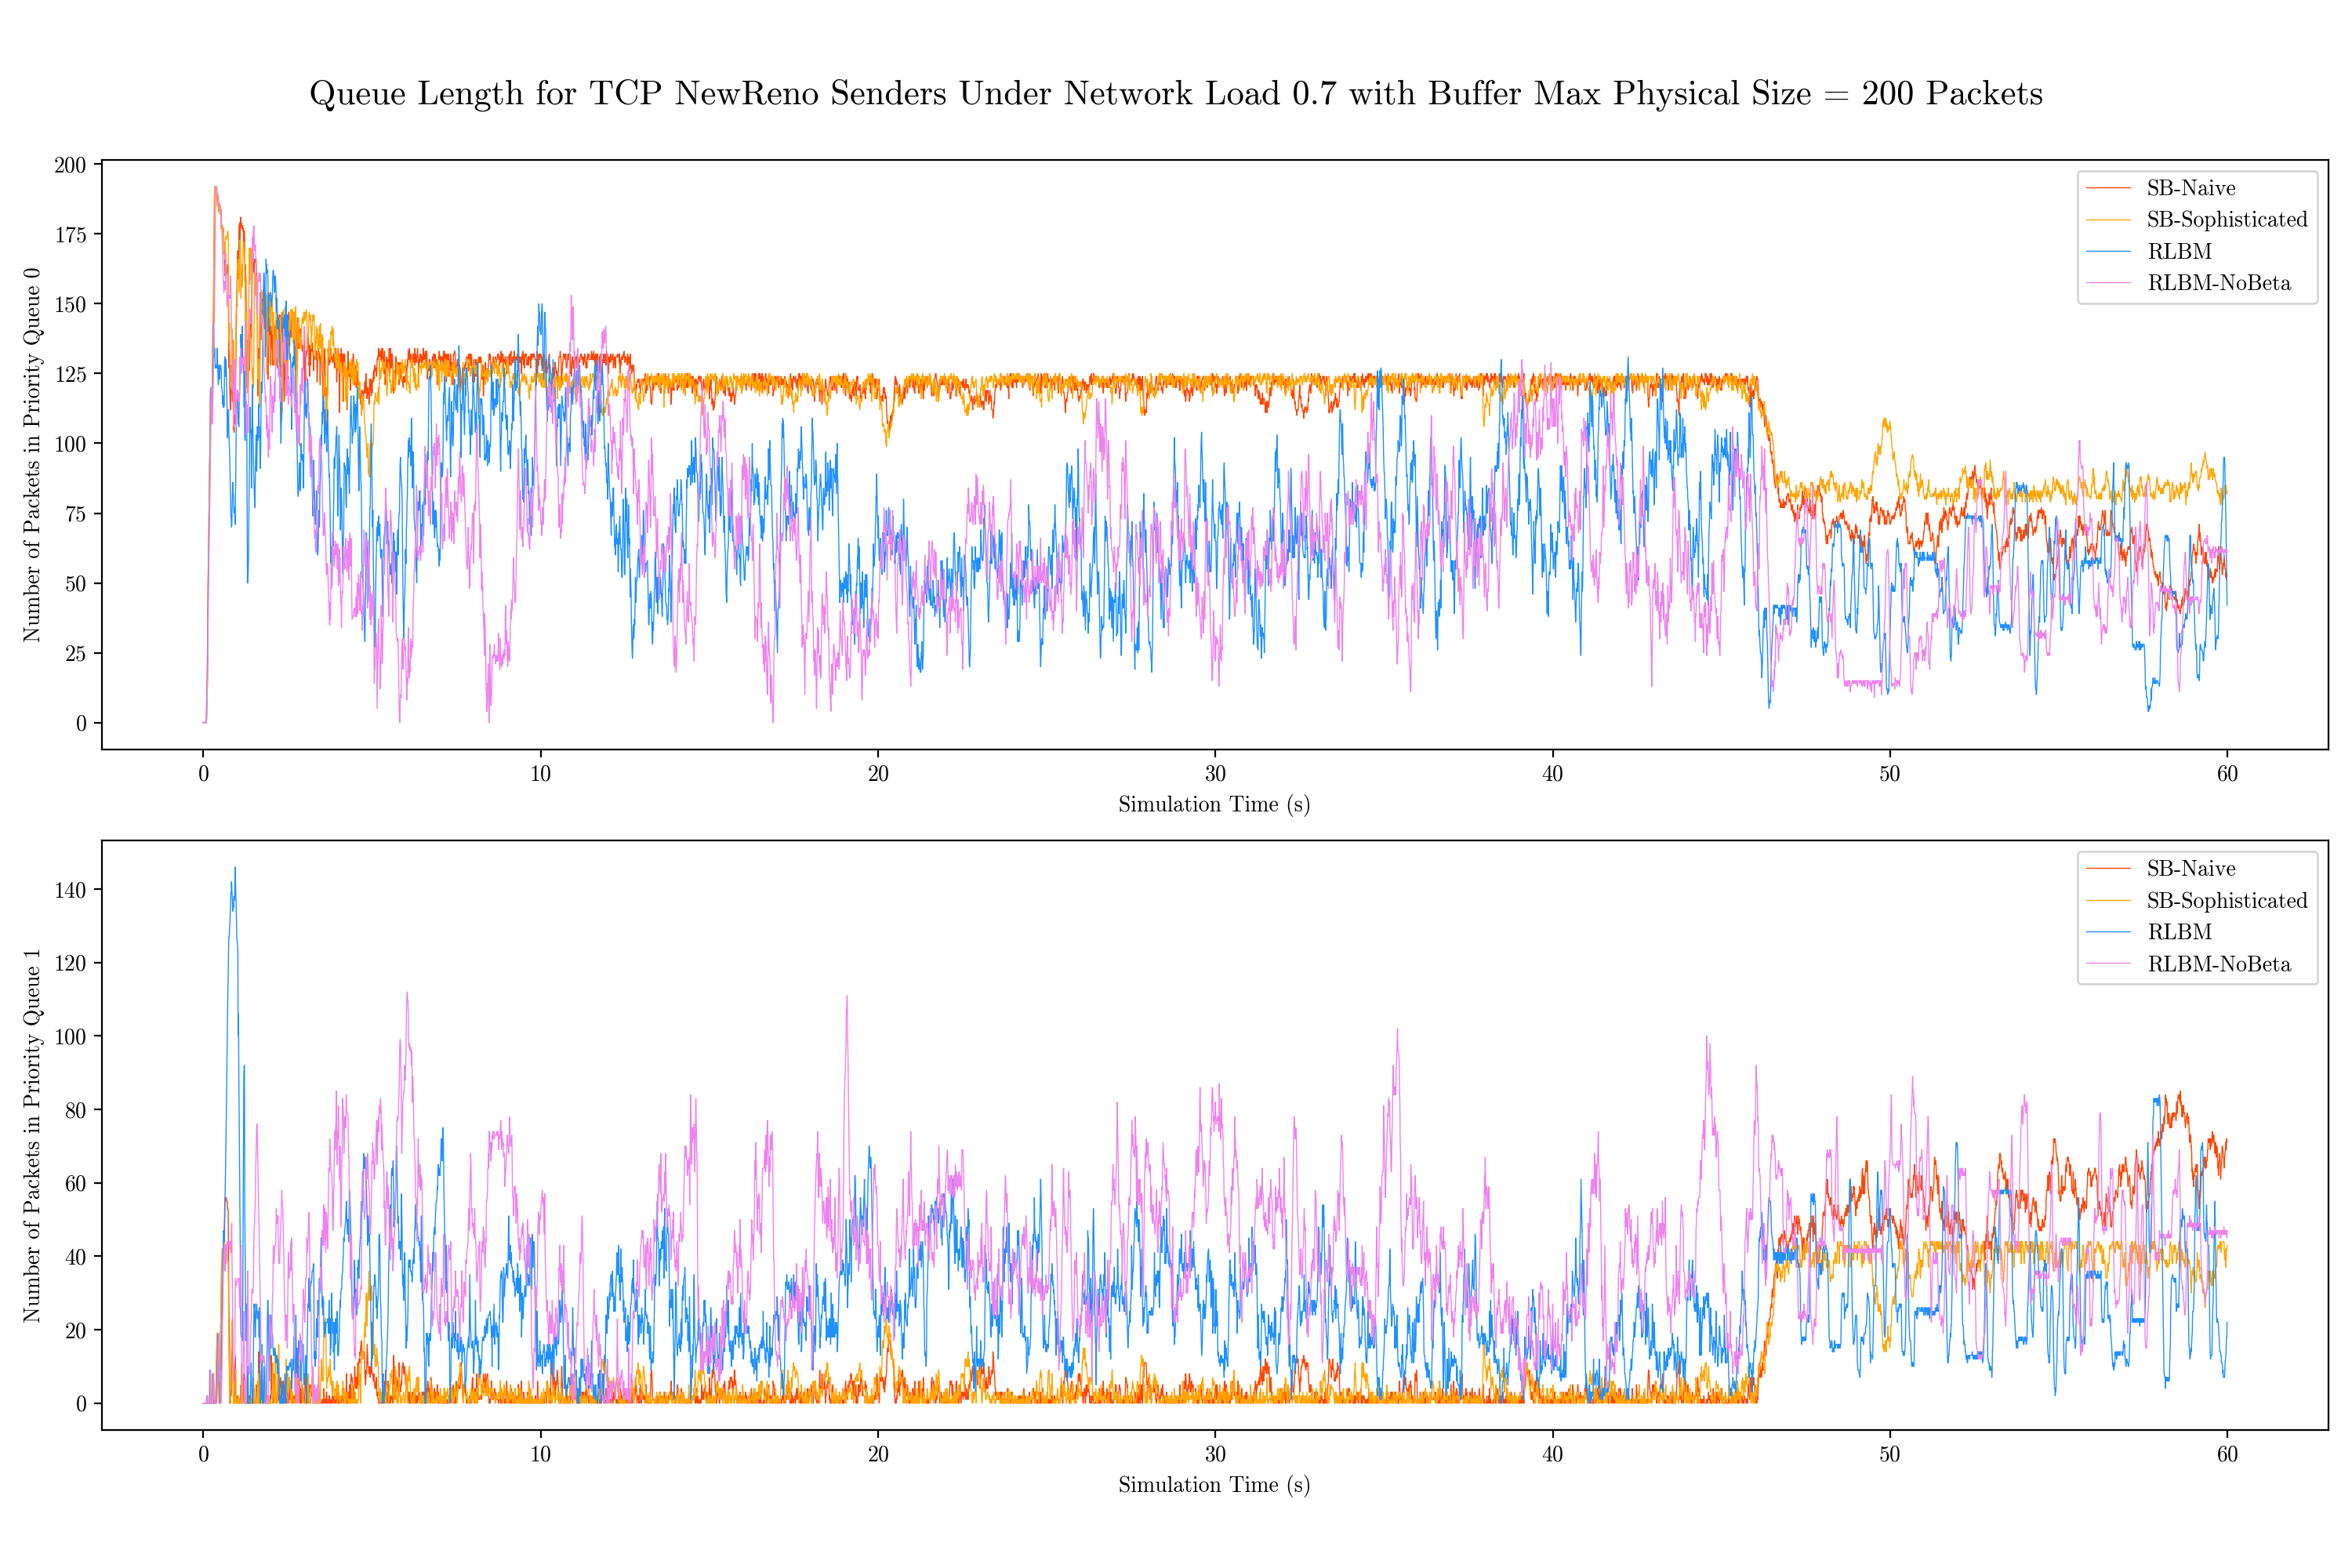 Queue Length for TCP NewReno Senders Under Network Load 0.7 with Buffer Max Physical Size = 200 Packets
Number of Packets in Priority Queue 0
200
175
150
125
100
75
50
25
0
SB-Naive
SB-Sophisticated
RLBM
RLBM-NoBeta
0 10 20 30 40 50 60
Simulation Time (s)
Number of Packets in Priority Queue 1
140
120
100
80
60
40
20
0
SB-Naive
SB-Sophisticated
RLBM
RLBM-NoBeta
0 10 20 30 40 50 60
Simulation Time (s)